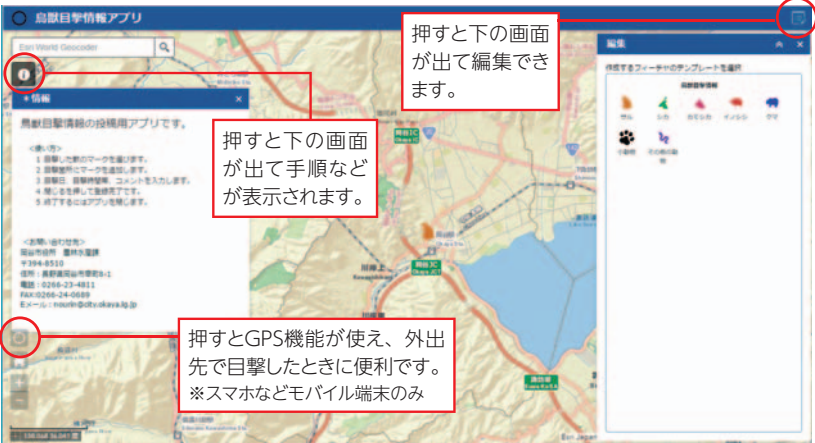 鳥獣目撃情報アプリ
Esri World Geocoder
押すと下の画面
が出て編集でき
ます。
編集
作成するフィーチャのテンプレートを選択
鳥獣目撃情報
サル
シカ
カモシカ
イノシシ
クマ
小動物
その他の動
物
+情報
鳥獣目撃情報の投稿用アプリです。
<使い方>
1.目撃した獣のマークを選びます。
2.目撃箇所にマークを追加します。
3.目撃日、目撃時間帯、コメントを入力します。
4.閉じるを押して登録完了です。
5.終了するにはアプリを閉じます。
<お問い合わせ先>
岡谷市役所 農林水産課
〒394-8510
住所:長野県岡谷市幸町8-1
電話:0266-23-4811
FAX:0266-24-0689
Eメール:nourin@city.okaya.lg.jp
押すと下の画面
が出て手順など
が表示されます。
岡谷IC
Okaya IC
岡谷JCT
Okaya JCT
川岸上
押すとGPS機能が使え、外出
先で目撃したときに便利です。
※スマホなどモバイル端末のみ